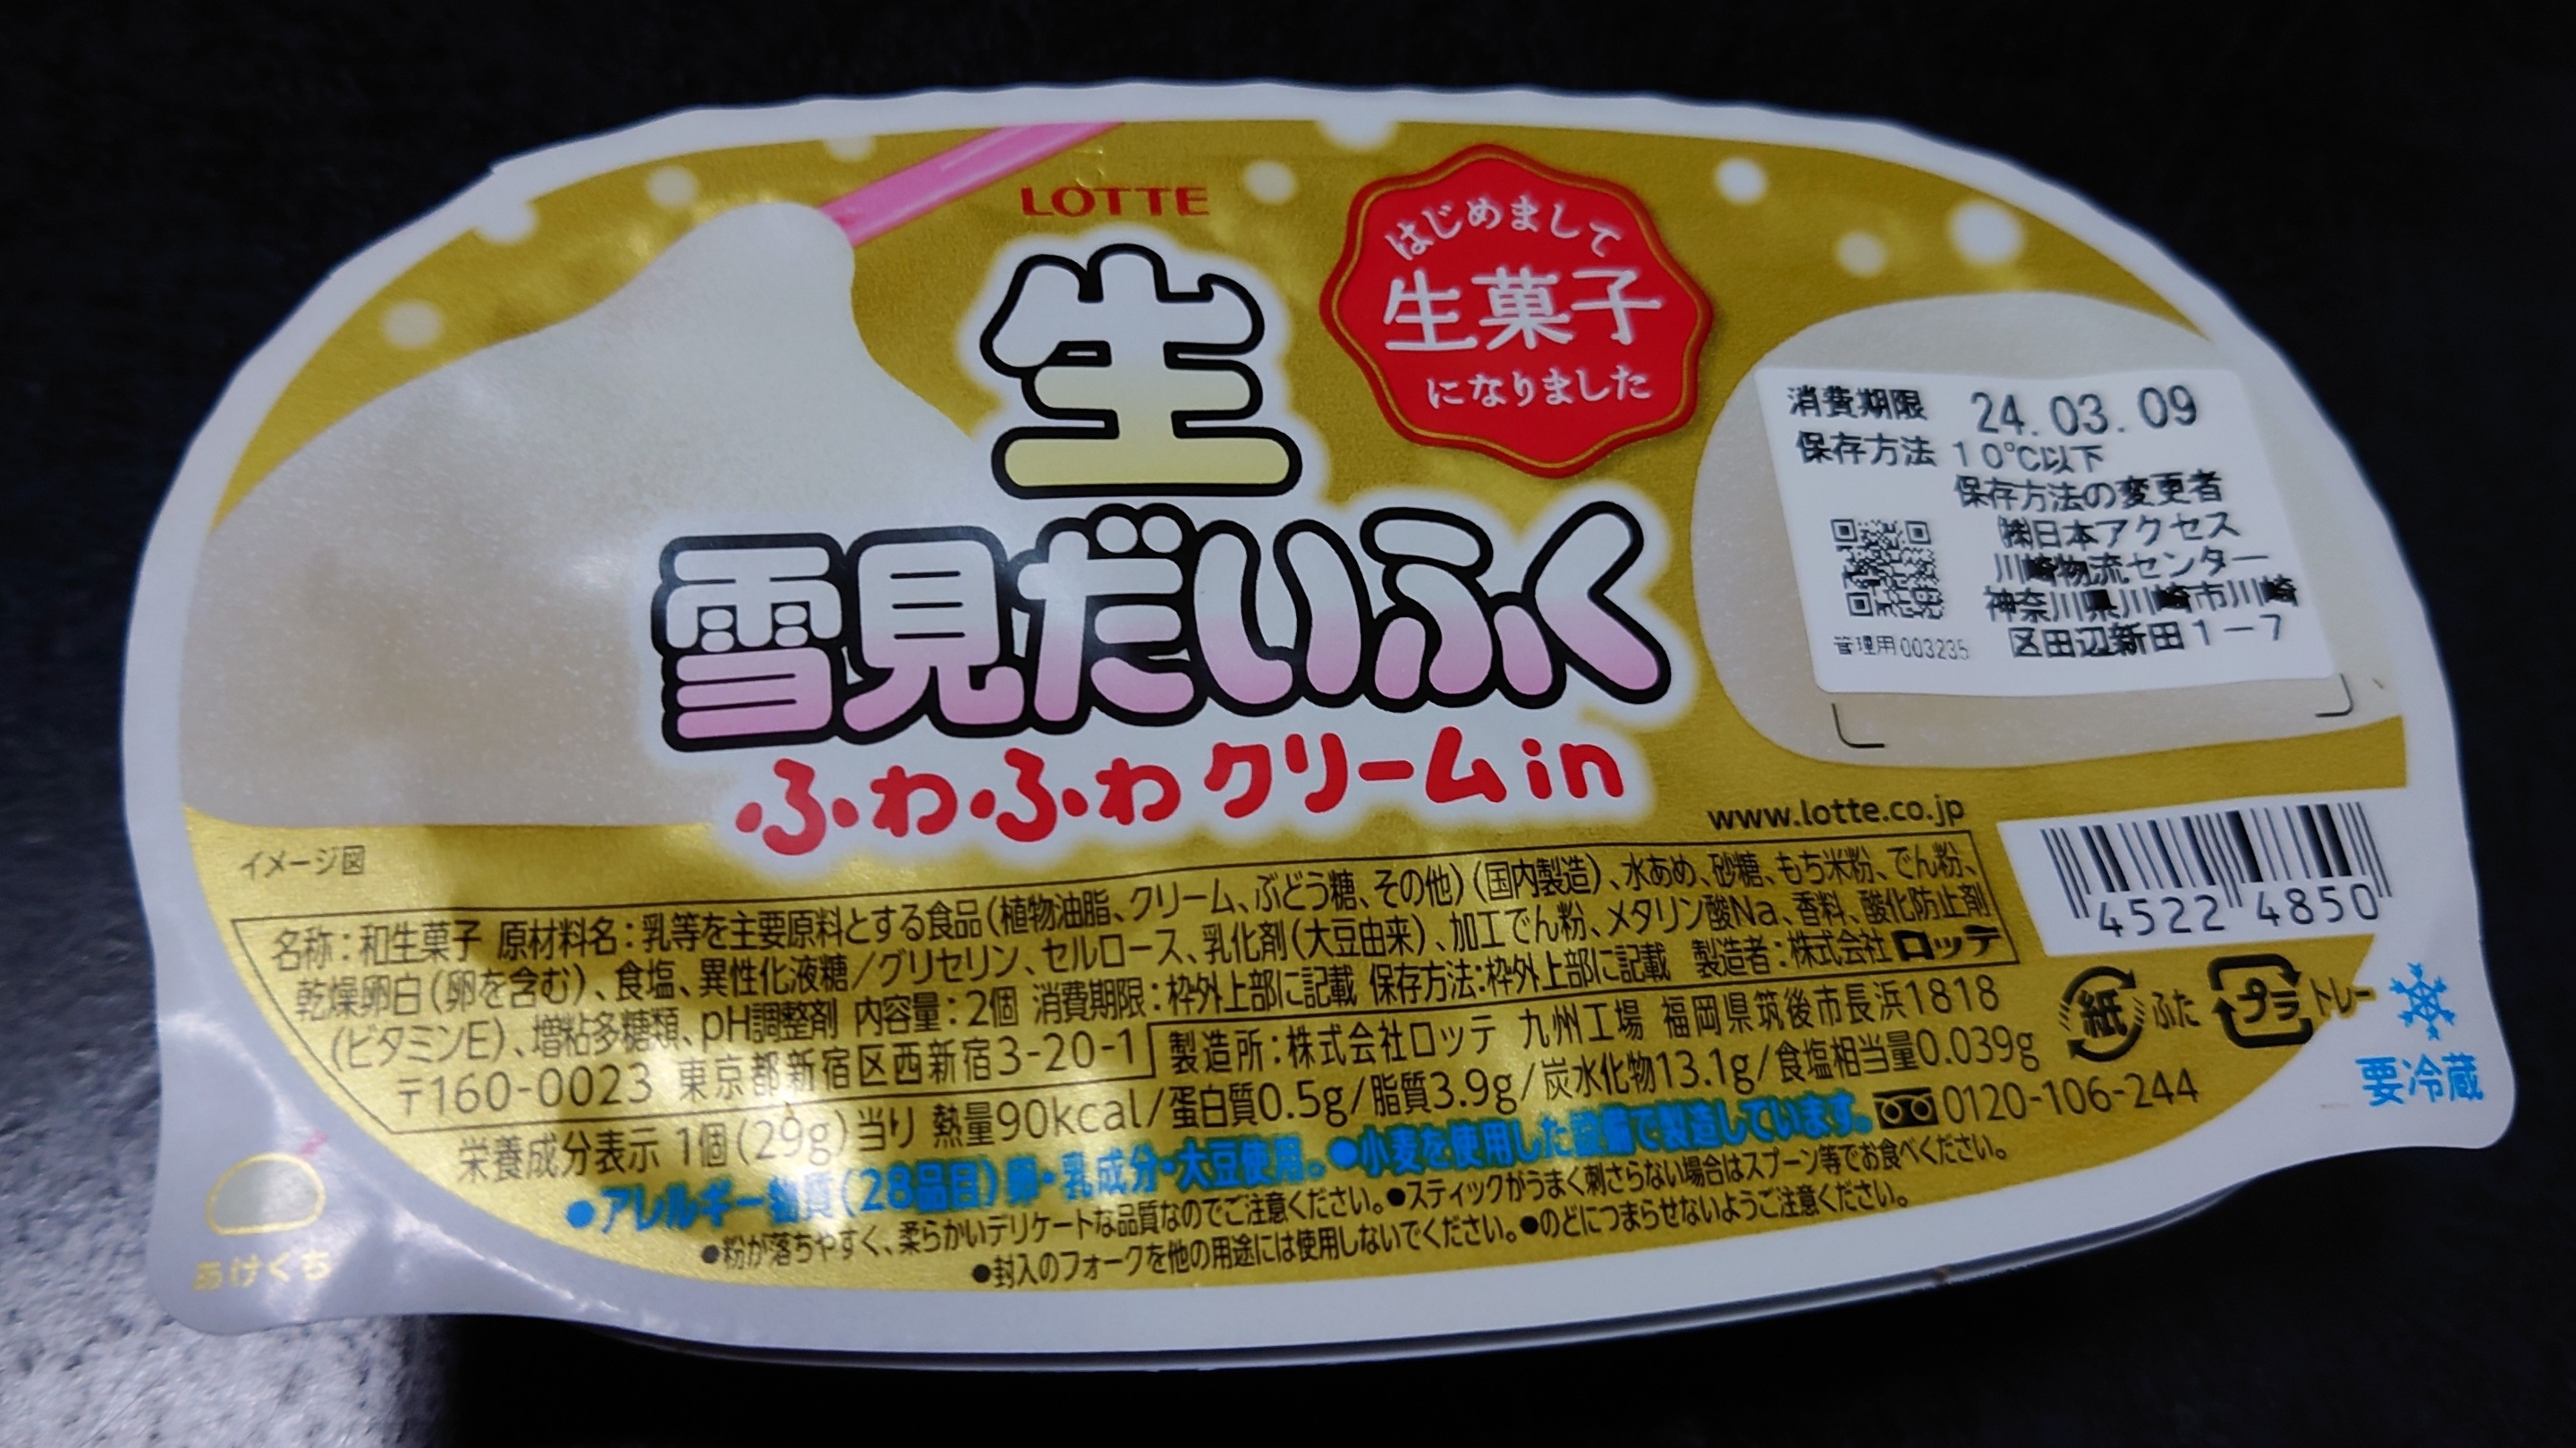 LOTTE
はじめまして
生菓子
になりました
生
雪見だいふく
ふわふわクリームin
消費期限 24.03.09
保存方法 10℃以下
保存方法の変更者
㈱日本アクセス
川崎物流センター
神奈川県川崎市川崎
区田辺新田1-7
管理用003235
イメージ図
www.lotte.co.jp
名称:和生菓子 原材料名:乳等を主要原料とする食品(植物油脂、クリーム、ぶどう糖、その他)(国内製造)、水あめ、砂糖、もち米粉、でん粉、
乾燥卵白(卵を含む)、食塩、異性化液糖/グリセリン、セルロース、乳化剤(大豆由来)、加工でん粉、メタリン酸Na、香料、酸化防止剤
(ビタミンE)、増粘多糖類、pH調整剤 内容量:2個 消費期限:枠外上部に記載 保存方法:枠外上部に記載 製造者:株式会社ロッテ
〒160-0023 東京都新宿区西新宿3-20-1 製造所:株式会社ロッテ 九州工場 福岡県筑後市長浜1818
栄養成分表示 1個(29g)当り 熱量90kcal/蛋白質0.5g/脂質3.9g/炭水化物13.1g/食塩相当量0.039g
●アレルギー物質(28品目)卵・乳成分・大豆使用。●小麦を使用した設備で製造しています。 0120-106-244
●粉が落ちやすく、柔らかいデリケートな品質なのでご注意ください。●スティックがうまく刺さらない場合はスプーン等でお食べください。
●封入のフォークを他の用途には使用しないでください。●のどにつまらせないようご注意ください。
4522 4850
紙 ふた プラ トレー
要冷蔵
あけくち